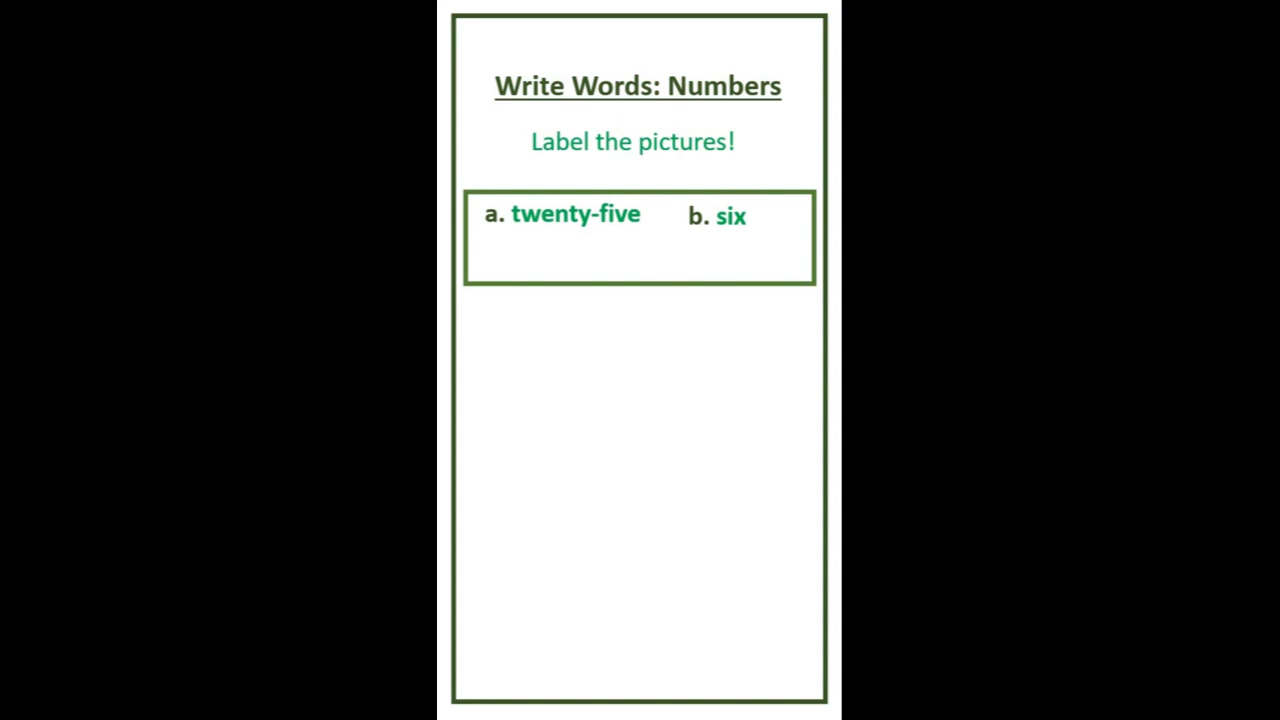 Write Words: Numbers
Label the pictures!
a. twenty-five b. six